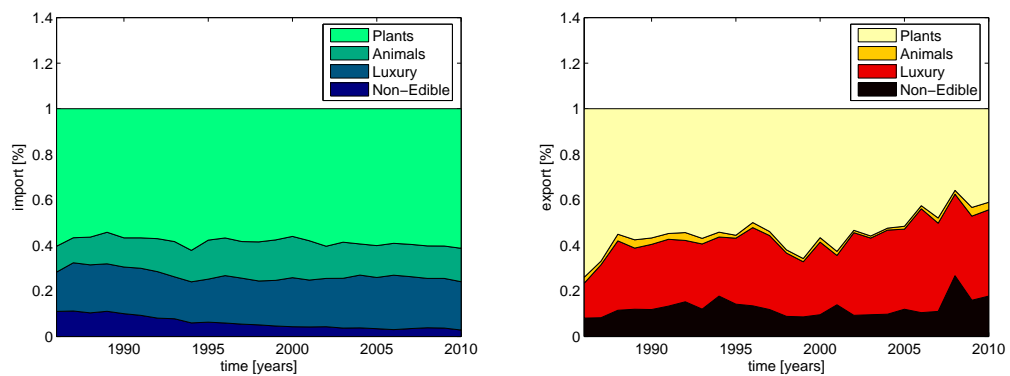 1.4
1.2
1
0.8
0.6
0.4
0.2
0
import [%]
Plants
Animals
Luxury
Non-Edible
1990 1995 2000 2005 2010
time [years]
1.4
1.2
1
0.8
0.6
0.4
0.2
0
export [%]
Plants
Animals
Luxury
Non-Edible
1990 1995 2000 2005 2010
time [years]